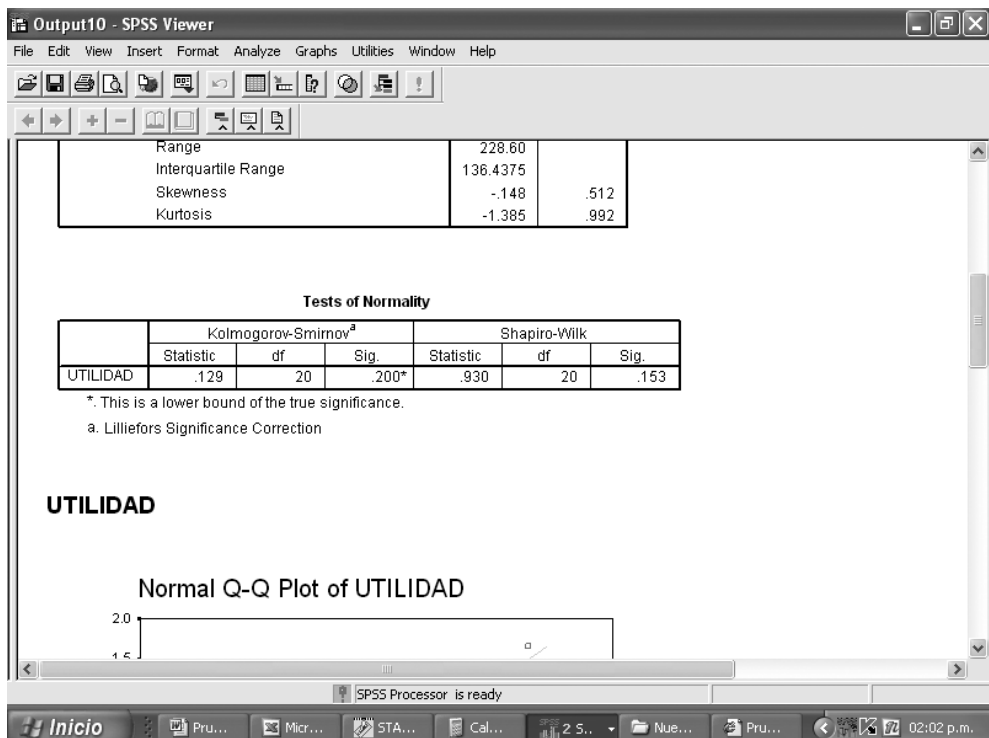 Output10 - SPSS Viewer
File Edit View Insert Format Analyze Graphs Utilities Window Help
Range 228.60
Interquartile Range 136.4375
Skewness -.148 .512
Kurtosis -1.385 .992
Tests of Normality
Kolmogorov-Smirnov a Shapiro-Wilk
Statistic df Sig. Statistic df Sig.
UTILIDAD .129 20 .200* .930 20 .153
*. This is a lower bound of the true significance.
a. Lilliefors Significance Correction
UTILIDAD
Normal Q-Q Plot of UTILIDAD
2.0
1.5
SPSS Processor is ready
Inicio Pru... Micr... STA... Cal... 2 S.. Nue... Pru... 02:02 p.m.